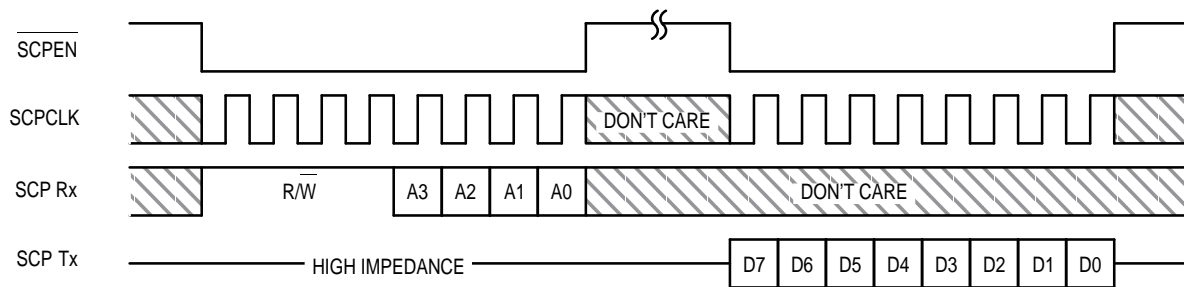 SCPEN
SCPCLK DON'T CARE
SCP Rx R/W A3 A2 A1 A0 DON'T CARE
SCP Tx HIGH IMPEDANCE D7 D6 D5 D4 D3 D2 D1 D0